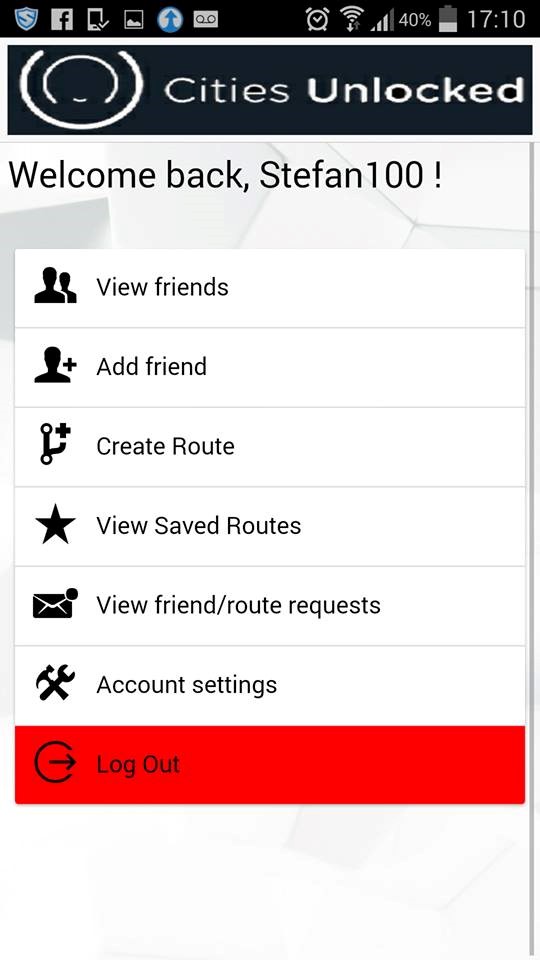 40% 17:10
Cities Unlocked
Welcome back, Stefan100 !
View friends
Add friend
Create Route
View Saved Routes
View friend/route requests
Account settings
Log Out